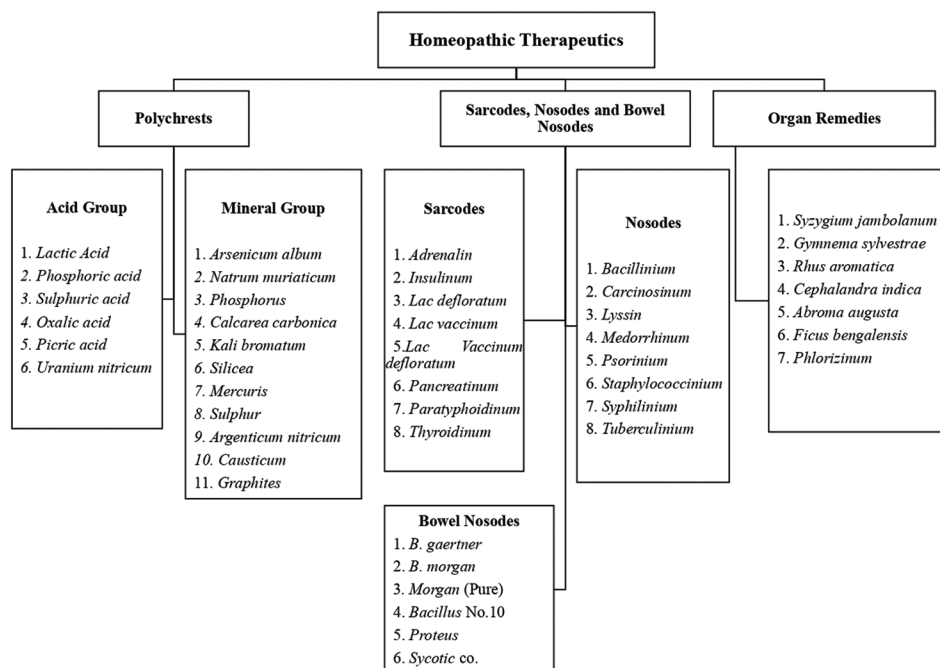 Homeopathic Therapeutics
Polychrests
Sarcodes, Nosodes and Bowel
Nosodes
Organ Remedies
Acid Group
1. Lactic Acid
2. Phosphoric acid
3. Sulphuric acid
4. Oxalic acid
5. Picric acid
6. Uranium nitricum
Mineral Group
1. Arsenicum album
2. Natrum muriaticum
3. Phosphorus
4. Calcarea carbonica
5. Kali bromatum
6. Silicea
7. Mercuris
8. Sulphur
9. Argenticum nitricum
10. Causticum
11. Graphites
Sarcodes
1. Adrenalin
2. Insulinum
3. Lac defloratum
4. Lac vaccinum
5.Lac Vaccinum
defloratum
6. Pancreatinum
7. Paratyphoidinum
8. Thyroidinum
Nosodes
1. Bacillinium
2. Carcinosinum
3. Lyssin
4. Medorrhinum
5. Psorinium
6. Staphylococcinium
7. Syphilinium
8. Tuberculinium
1. Syzygium jambolanum
2. Gymnema sylvestrae
3. Rhus aromatica
4. Cephalandra indica
5. Abroma augusta
6. Ficus bengalensis
7. Phlorizinum
Bowel Nosodes
1. B. gaertner
2. B. morgan
3. Morgan (Pure)
4. Bacillus No.10
5. Proteus
6. Sycotic co.